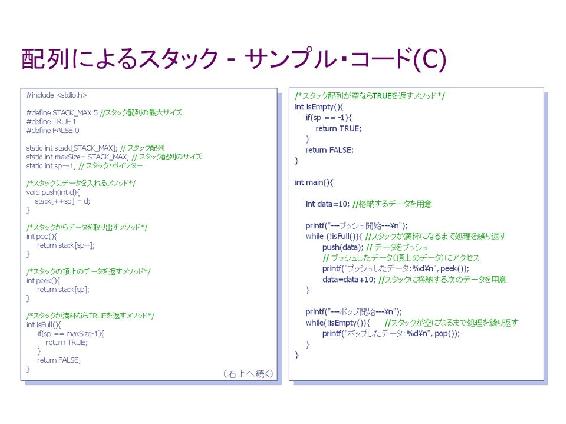 配列によるスタック - サンプル・コード(C)
#include <stdio.h>
#define STACK_MAX 5 //スタック配列の最大サイズ
#define TRUE 1
#define FALSE 0
static int stack[STACK_MAX]; // スタック配列
static int maxSize= STACK_MAX; // スタック配列のサイズ
static int sp=-1; // スタック・ポインター
/*スタックにデータを入れるメソッド*/
void push(int d){
stack[++sp] = d;
}
/*スタックからデータを取り出すメソッド*/
int pop(){
return stack[sp--];
}
/*スタックの頂上のデータを返すメソッド*/
int peek(){
return stack[sp];
}
/*スタックが満杯ならTRUEを返すメソッド*/
int isFull(){
if(sp == maxSize-1){
return TRUE;
}
return FALSE;
}
(右上へ続く)
/*スタック配列が空ならTRUEを返すメソッド*/
int isEmpty(){
if(sp == -1){
return TRUE;
}
return FALSE;
}
int main(){
int data=10; //格納するデータを用意
printf("---プッシュ開始---¥n");
while (!isFull()){ //スタックが満杯になるまで処理を繰り返す
push(data); // データをプッシュ
// プッシュしたデータ(頂上のデータ)にアクセス
printf("プッシュしたデータ:%d¥n", peek());
data=data+10; //スタックに格納する次のデータを用意
}
printf("---ポップ開始---¥n");
while(!isEmpty()){ //スタックが空になるまで処理を繰り返す
printf("ポップしたデータ:%d¥n", pop());
}
}